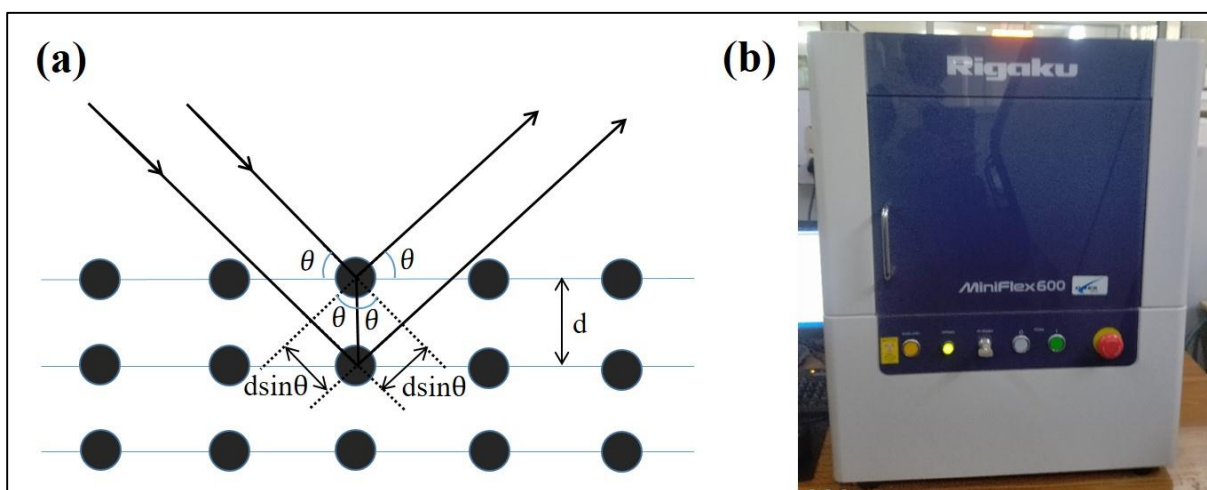 (a)
θ
θ
θ
θ
d
dsinθ
dsinθ
(b)
Rigaku
MiniFlex600